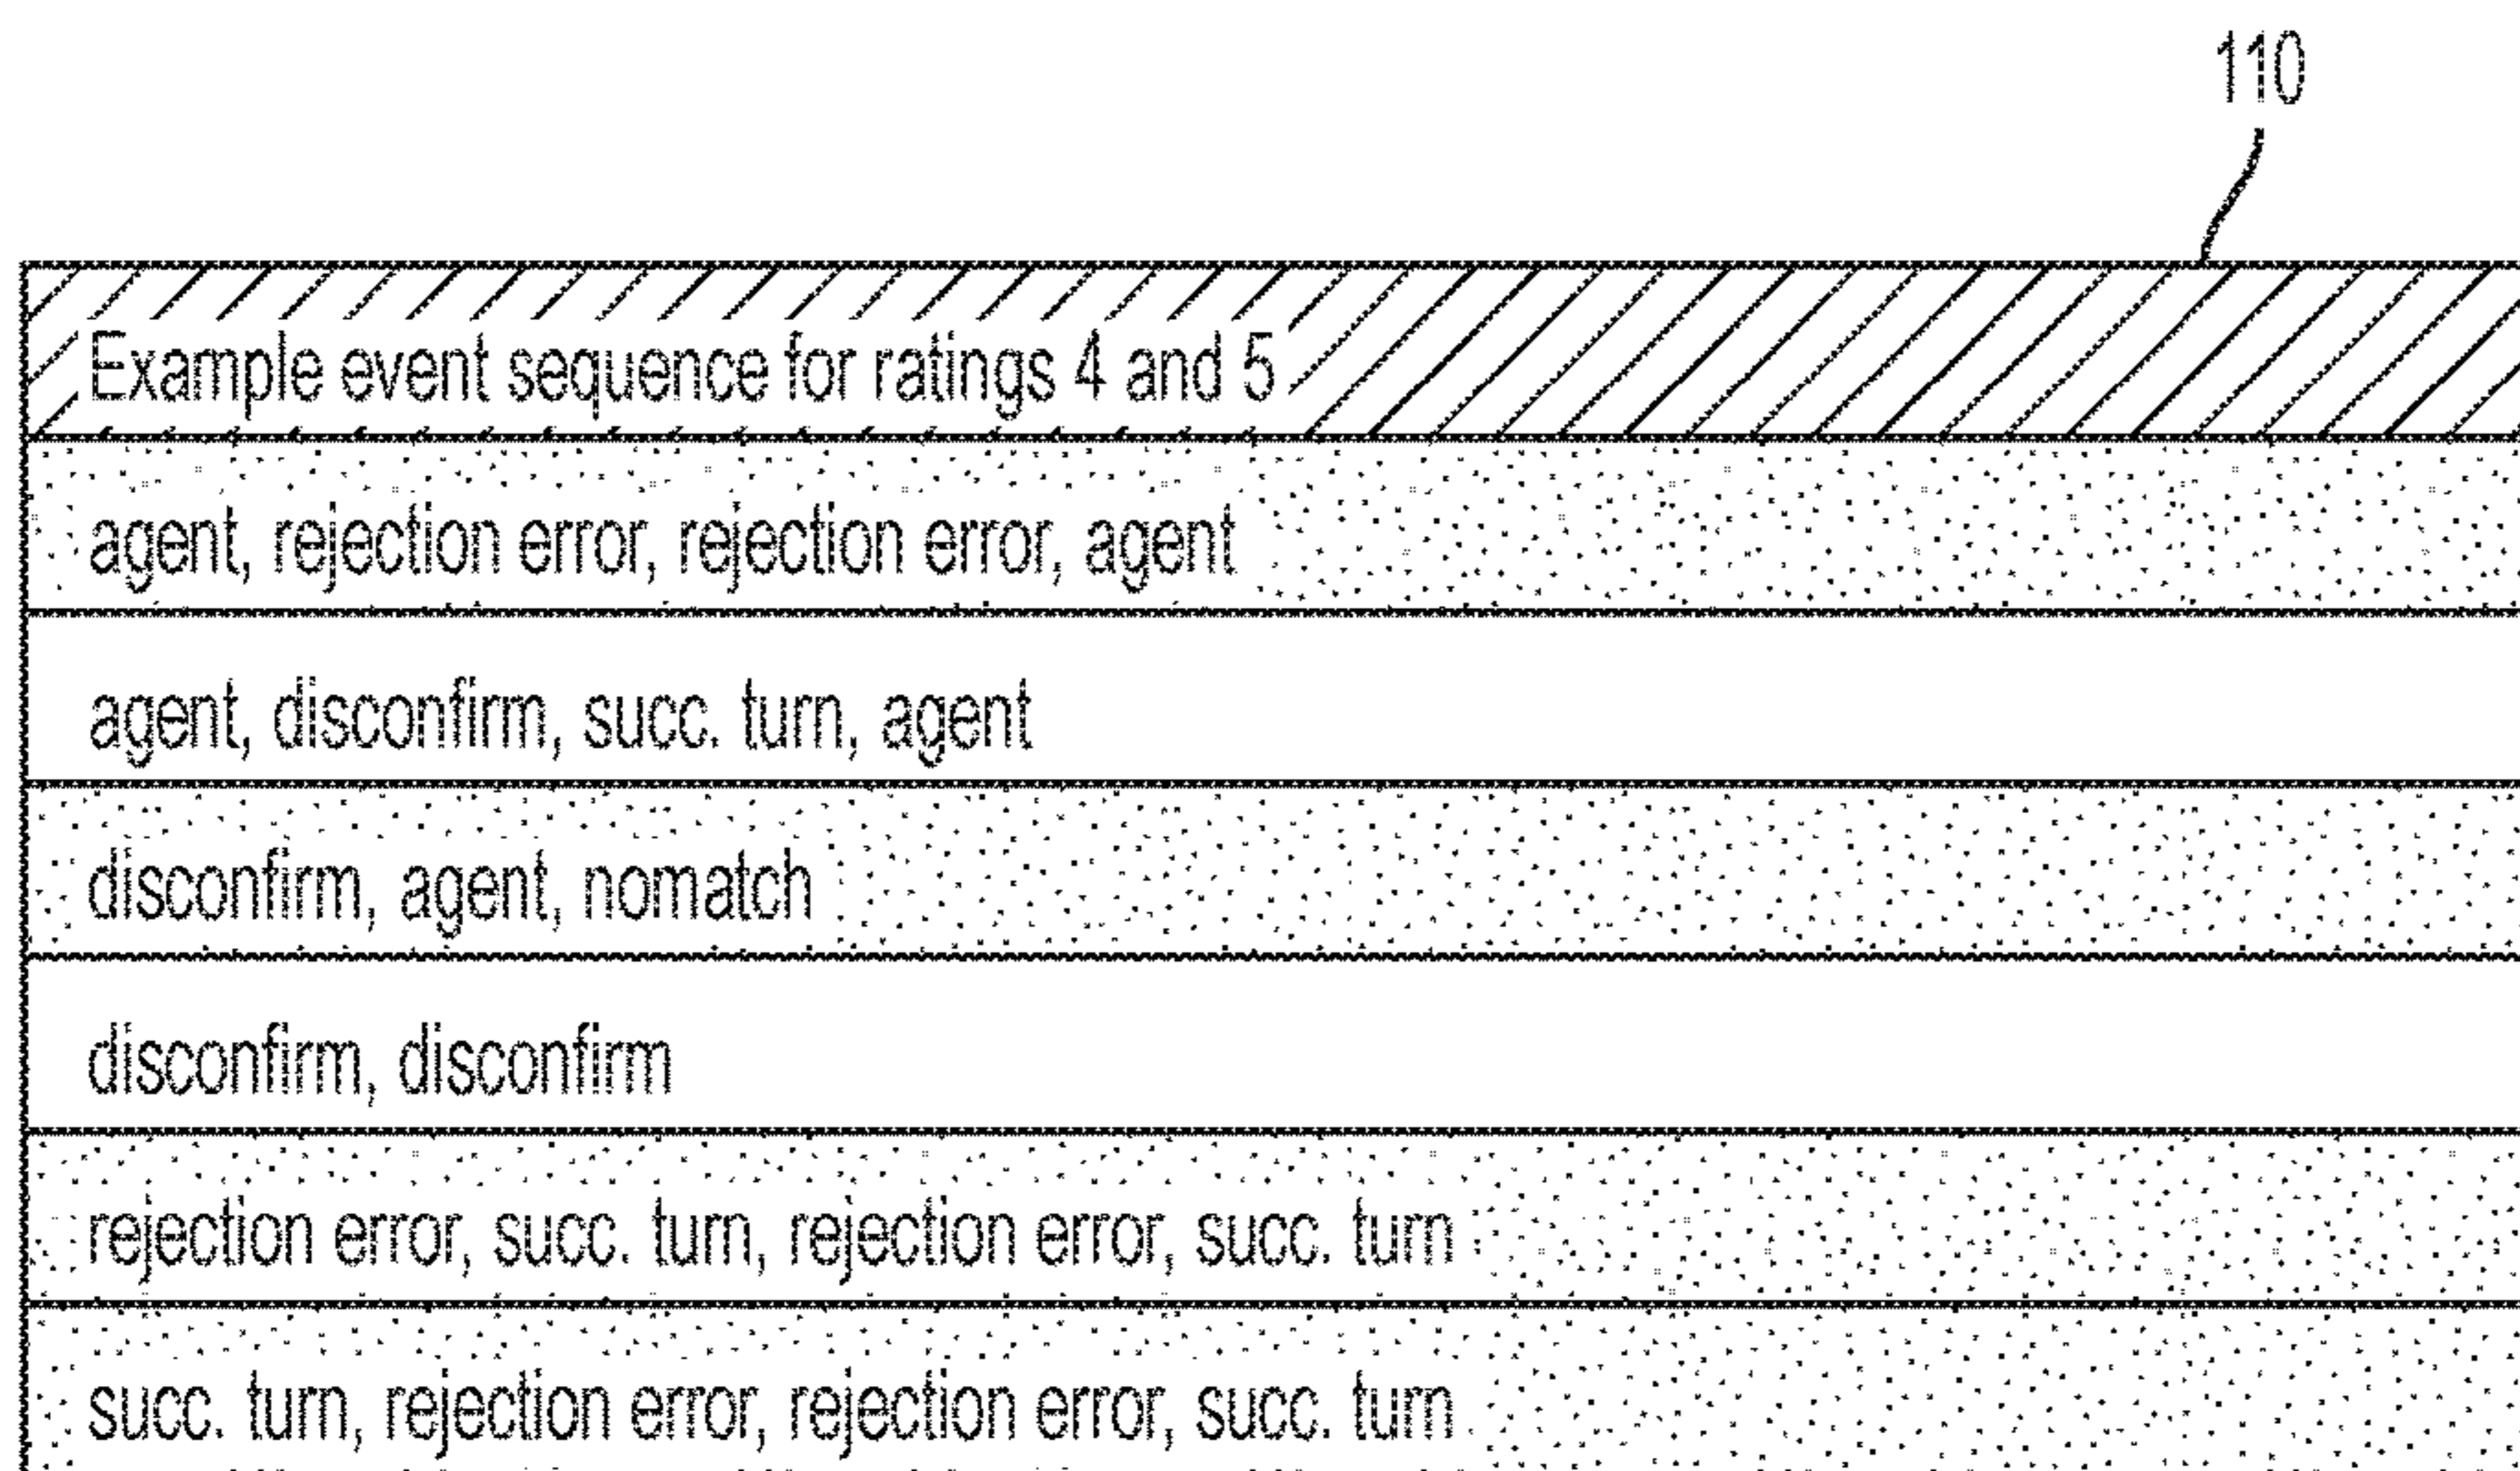 110
Example event sequence for ratings 4 and 5
agent, rejection error, rejection error, agent
agent, disconfirm, succ. turn, agent
disconfirm, agent, nomatch
disconfirm, disconfirm
rejection error, succ. turn, rejection error, succ. turn
succ. turn, rejection error, rejection error, succ. turn